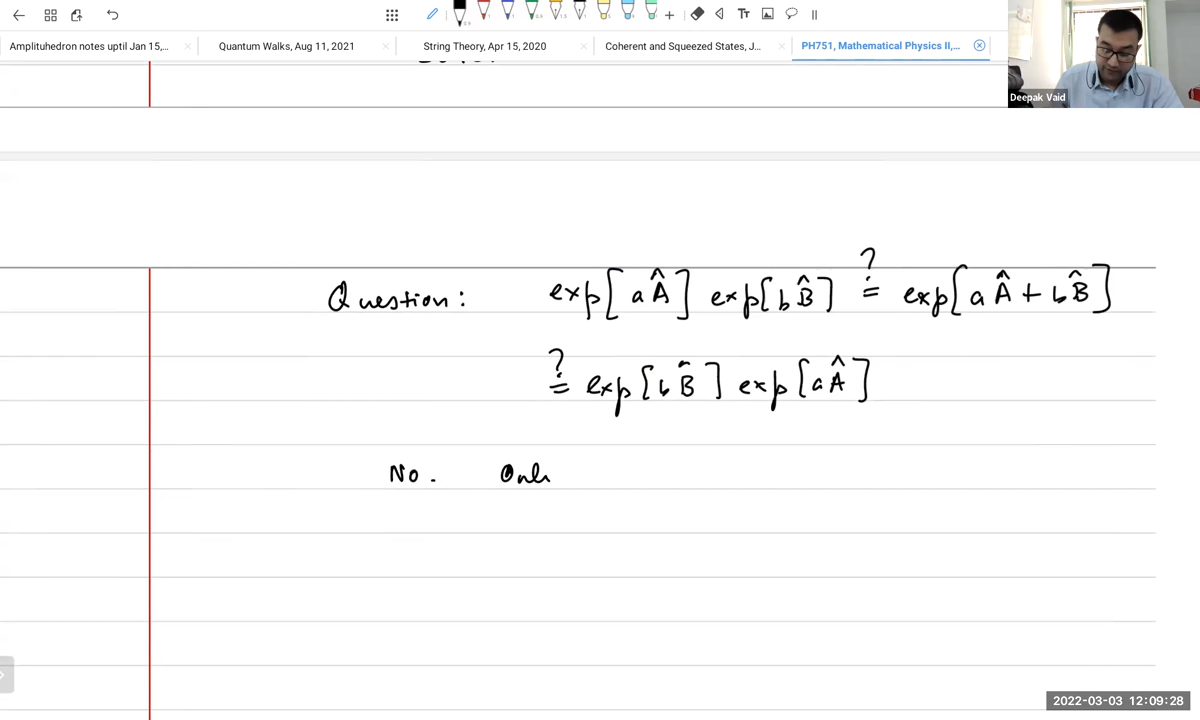 Amplituhedron notes uptil Jan 15,...
Quantum Walks, Aug 11, 2021
String Theory, Apr 15, 2020
Coherent and Squeezed States, J...
PH751, Mathematical Physics II,...
Deepak Vaid
Question: exp[aÂ] exp[bB̂] ≟ exp[aÂ + bB̂]
≟ exp[bB̂] exp[aÂ]
No. Onl
2022-03-03 12:09:28